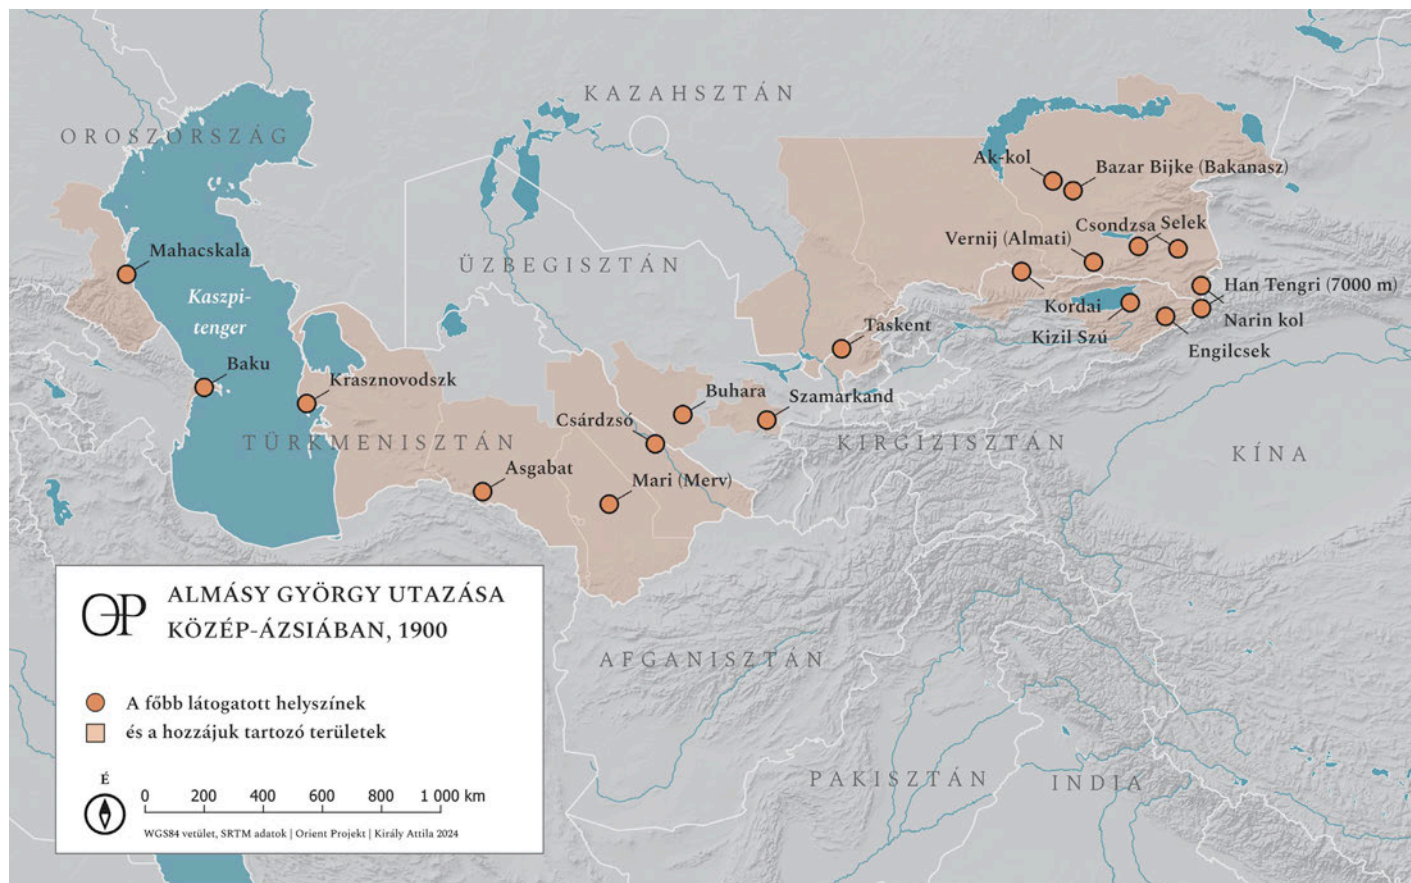 KAZAHSZTÁN
OROSZORSZÁG
Ak-kol
Bazar Bijke (Bakanasz)
Csondzsa
Selek
Vernij (Almati)
Mahacskala
ÜZBEGISZTÁN
Kaszpi-
tenger
Han Tengri (7000 m)
Kordai
Narin kol
Kizil Szú
Engilcsek
Taskent
Baku
Krasznovodszk
Buhara
Szamarkand
Csárdzsó
TÜRKMENISZTÁN
KIRGIZISZTÁN
KÍNA
Asgabat
Mari (Merv)
ALMÁSY GYÖRGY UTAZÁSA
KÖZÉP-ÁZSIÁBAN, 1900
AFGANISZTÁN
A főbb látogatott helyszínek
és a hozzájuk tartozó területek
PAKISZTÁN
INDIA
É
0 200 400 600 800 1 000 km
WGS84 vetület, SRTM adatok | Orient Projekt | Király Attila 2024